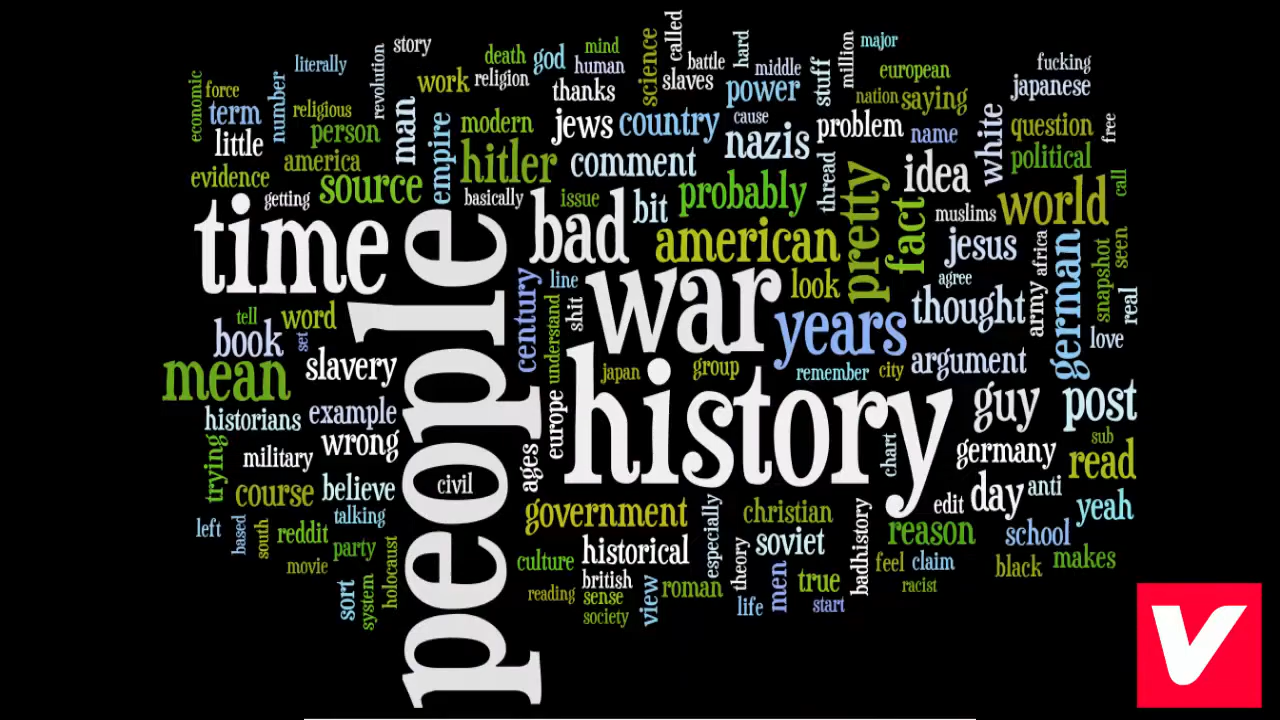 called
story
death
god
mind
human
science
battle
hard
middle
million
major
european
fucking
japanese
literally
revolution
work
religion
thanks
slaves
power
stuff
nation
saying
economic
force
term
number
religious
person
man
little
modern
jews
country
cause
nazis
problem
name
white
question
free
political
america
evidence
empire
hitler
comment
idea
thread
pretty
fact
call
getting
source
basically
issue
bit
probably
muslims
world
time
people
bad
american
jesus
africa
german
snapshot
seen
agree
line
war
look
thought
army
real
century
understand
shit
years
love
tell
word
set
book
slavery
mean
japan
group
remember
city
argument
history
guy
post
historians
example
europe
wrong
chart
germany
sub
read
trying
military
civil
ages
course
believe
edit
day
anti
yeah
left
based
south
reddit
talking
government
especially
christian
badhistory
reason
school
party
movie
holocaust
culture
historical
theory
soviet
feel
claim
black
makes
sort
system
reading
british
sense
society
view
roman
life
men
true
start
racist
V